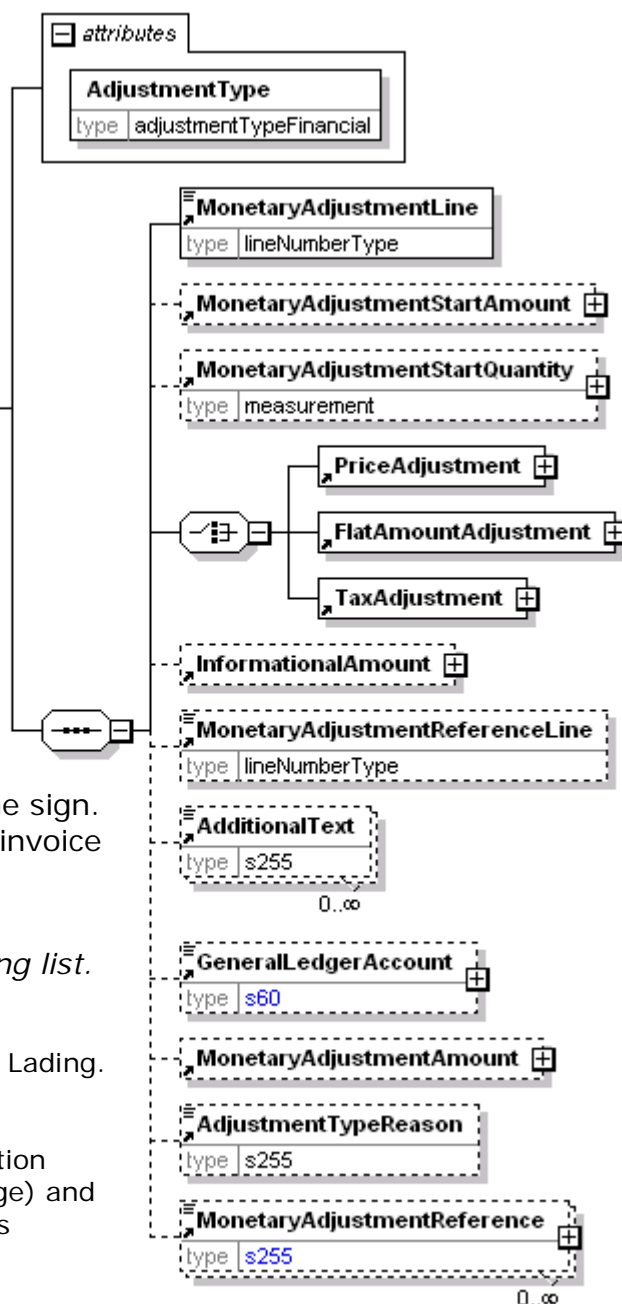 attributes
AdjustmentType
type adjustmentTypeFinancial
MonetaryAdjustmentLine
type lineNumberType
MonetaryAdjustmentStartAmount
MonetaryAdjustmentStartQuantity
type measurement
PriceAdjustment
FlatAmountAdjustment
TaxAdjustment
InformationalAmount
MonetaryAdjustmentReferenceLine
type lineNumberType
e sign.
invoice
AdditionalText
type s255
0..∞
ng list.
GeneralLedgerAccount
type s60
Lading.
MonetaryAdjustmentAmount
AdjustmentTypeReason
type s255
tion
ge) and
s
MonetaryAdjustmentReference
type s255
0..∞